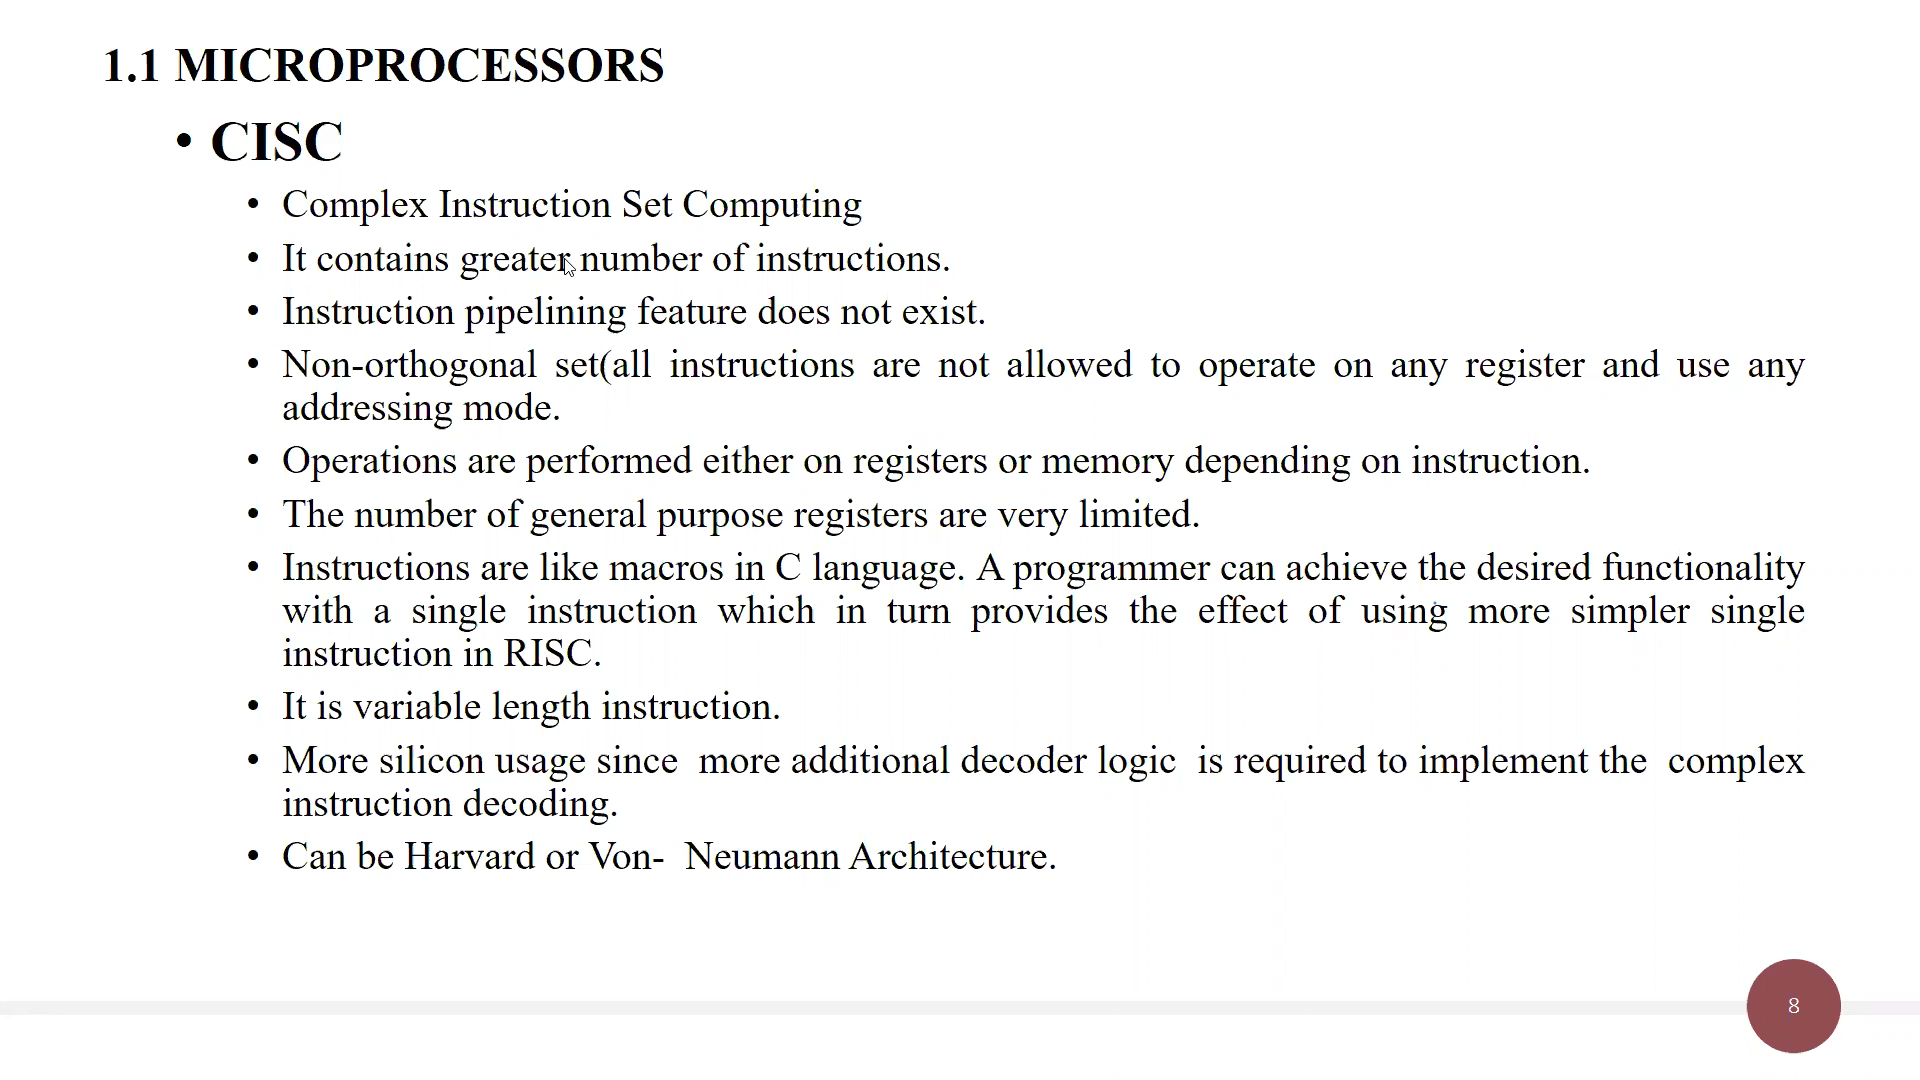 1.1 MICROPROCESSORS
• CISC
• Complex Instruction Set Computing
• It contains greater number of instructions.
• Instruction pipelining feature does not exist.
• Non-orthogonal set(all instructions are not allowed to operate on any register and use any
addressing mode.
• Operations are performed either on registers or memory depending on instruction.
• The number of general purpose registers are very limited.
• Instructions are like macros in C language. A programmer can achieve the desired functionality
with a single instruction which in turn provides the effect of using more simpler single
instruction in RISC.
• It is variable length instruction.
• More silicon usage since more additional decoder logic is required to implement the complex
instruction decoding.
• Can be Harvard or Von- Neumann Architecture.
8